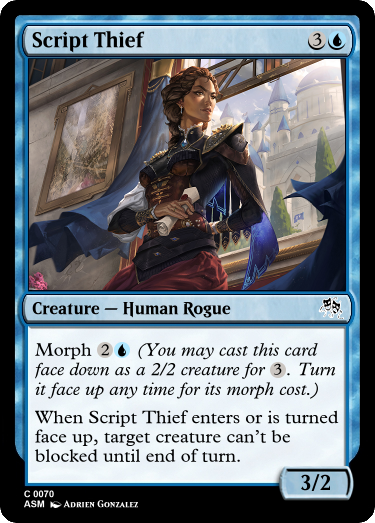 Script Thief 3
Creature — Human Rogue
Morph 2 (You may cast this card
face down as a 2/2 creature for 3. Turn
it face up any time for its morph cost.)
When Script Thief enters or is turned
face up, target creature can't be
blocked until end of turn.
3/2
C 0070
ASM Adrien Gonzalez